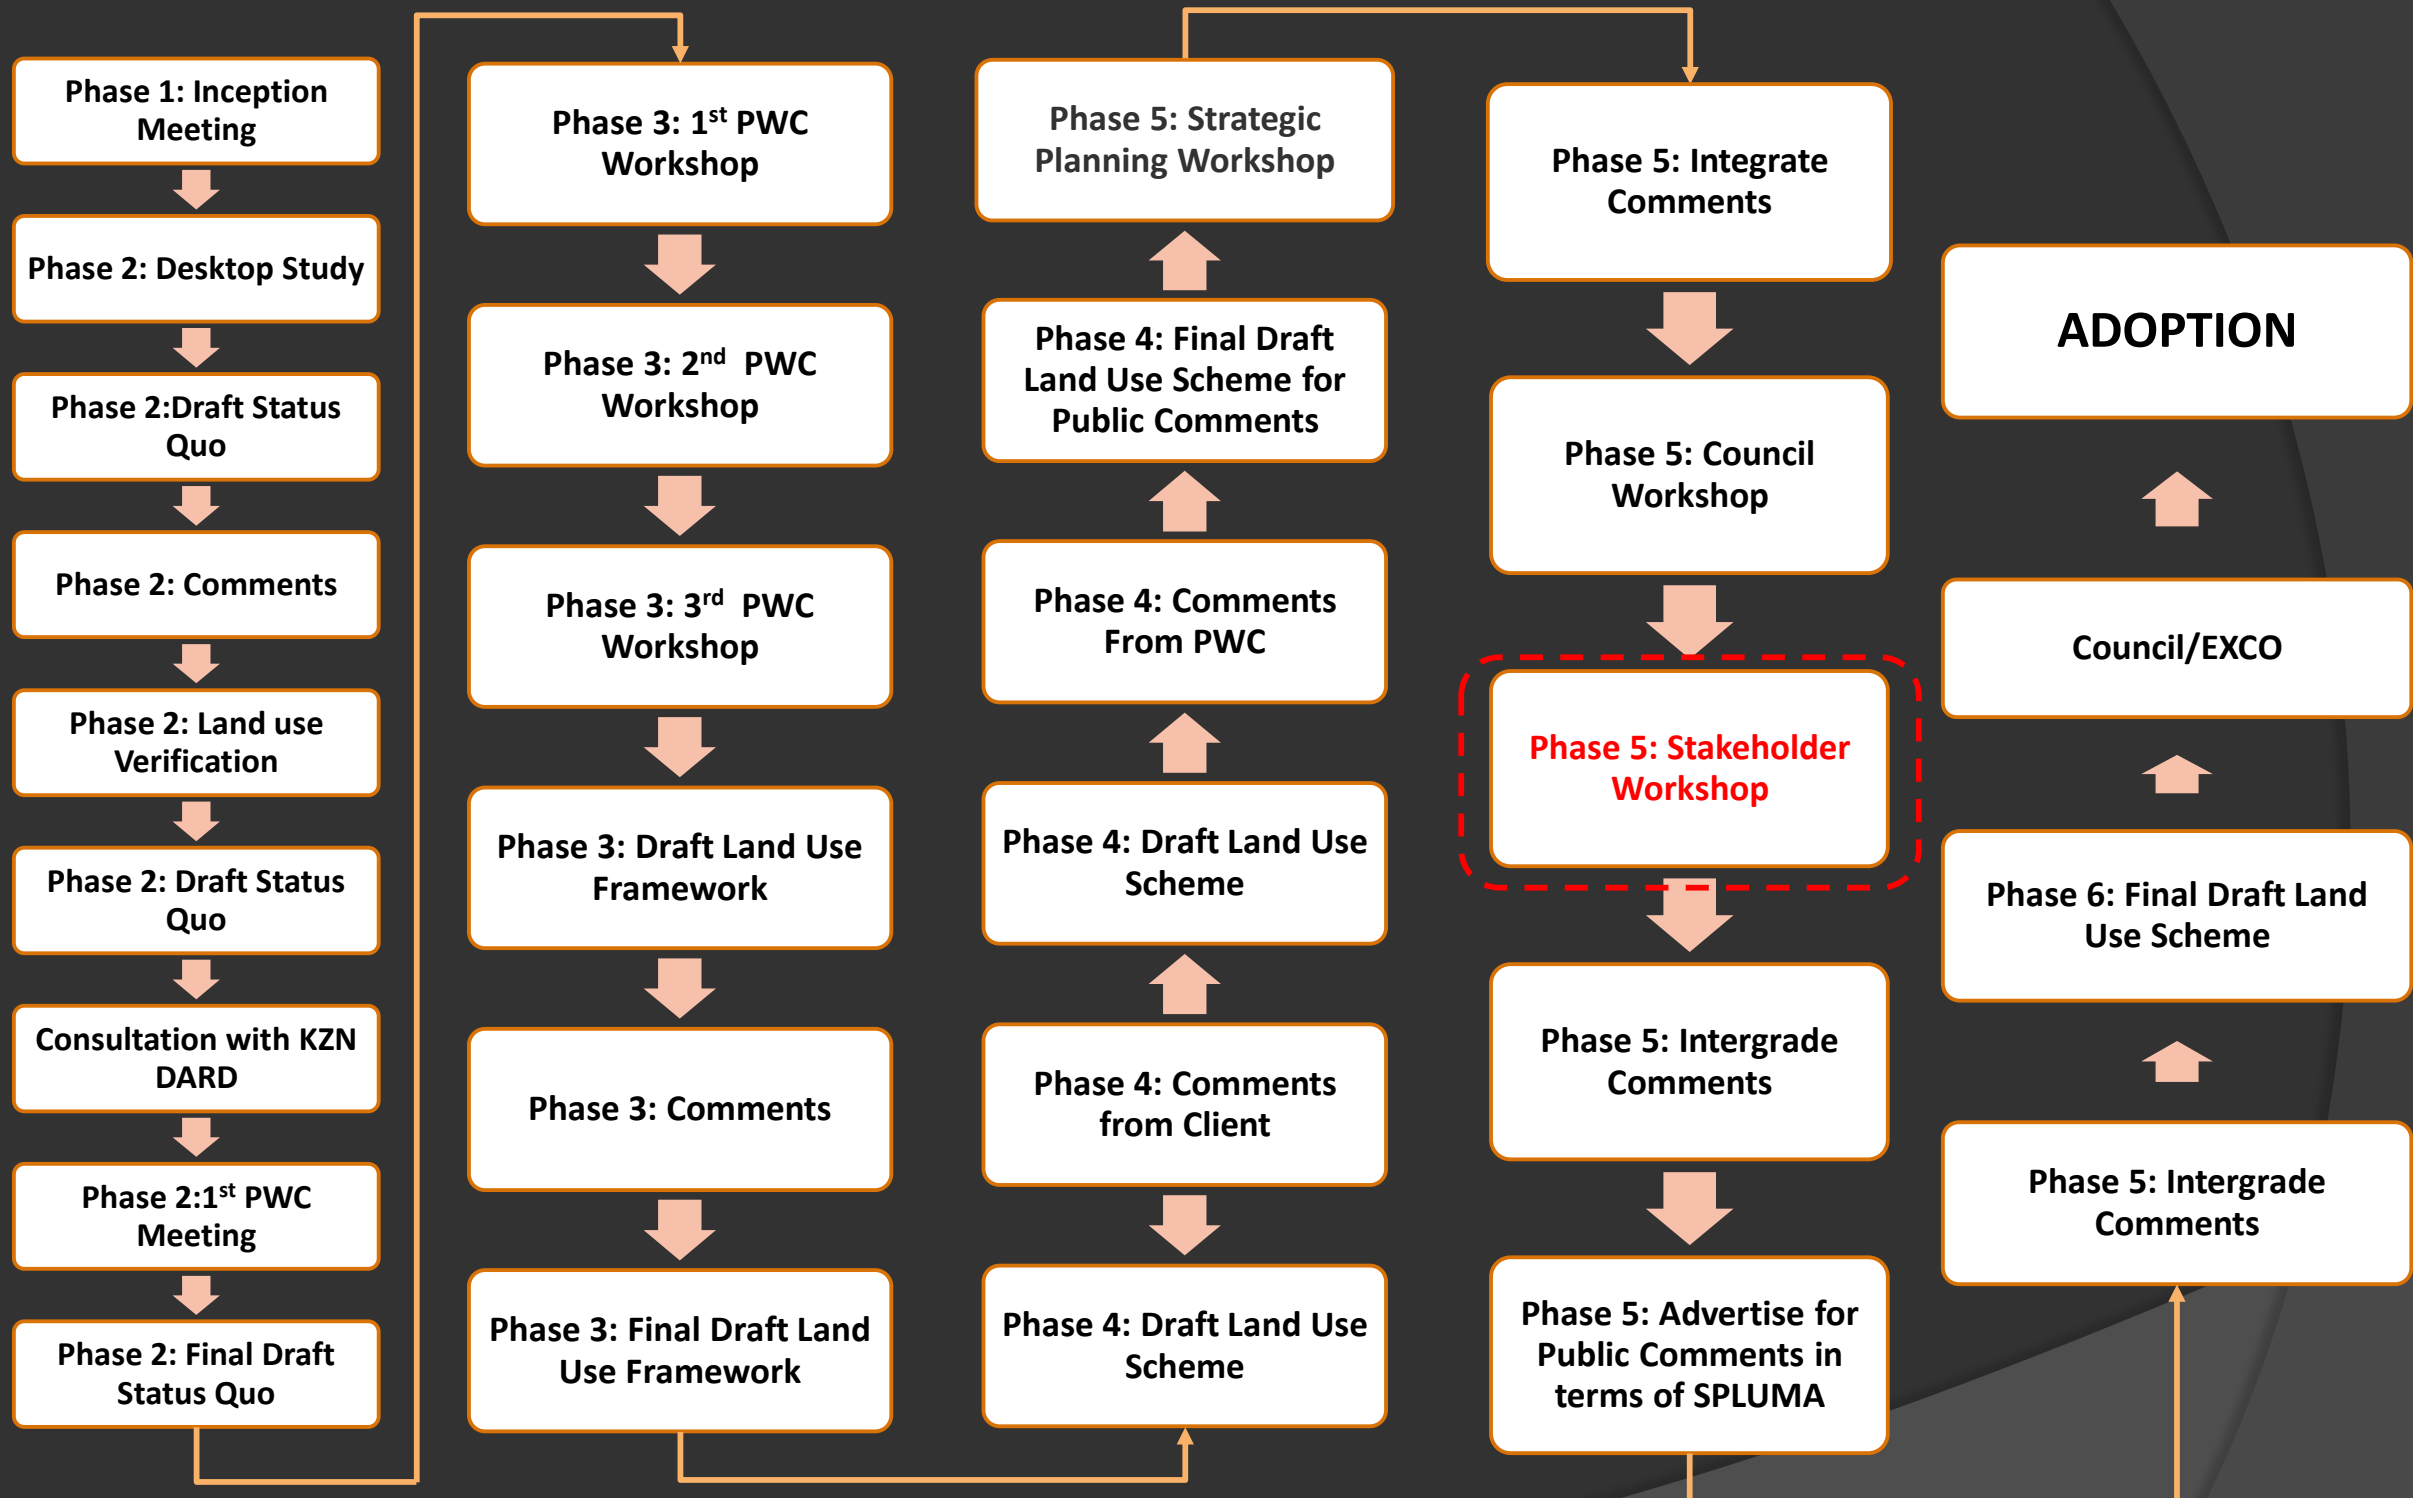 Phase 1: Inception
Meeting
Phase 2: Desktop Study
Phase 2:Draft Status
Quo
Phase 2: Comments
Phase 2: Land use
Verification
Phase 2: Draft Status
Quo
Consultation with KZN
DARD
Phase 2:1st PWC
Meeting
Phase 2: Final Draft
Status Quo
Phase 3: 1st PWC
Workshop
Phase 3: 2nd PWC
Workshop
Phase 3: 3rd PWC
Workshop
Phase 3: Draft Land Use
Framework
Phase 3: Comments
Phase 3: Final Draft Land
Use Framework
Phase 5: Strategic
Planning Workshop
Phase 4: Final Draft
Land Use Scheme for
Public Comments
Phase 4: Comments
From PWC
Phase 4: Draft Land Use
Scheme
Phase 4: Comments
from Client
Phase 4: Draft Land Use
Scheme
Phase 5: Integrate
Comments
Phase 5: Council
Workshop
Phase 5: Stakeholder
Workshop
Phase 5: Intergrade
Comments
Phase 5: Advertise for
Public Comments in
terms of SPLUMA
ADOPTION
Council/EXCO
Phase 6: Final Draft Land
Use Scheme
Phase 5: Intergrade
Comments